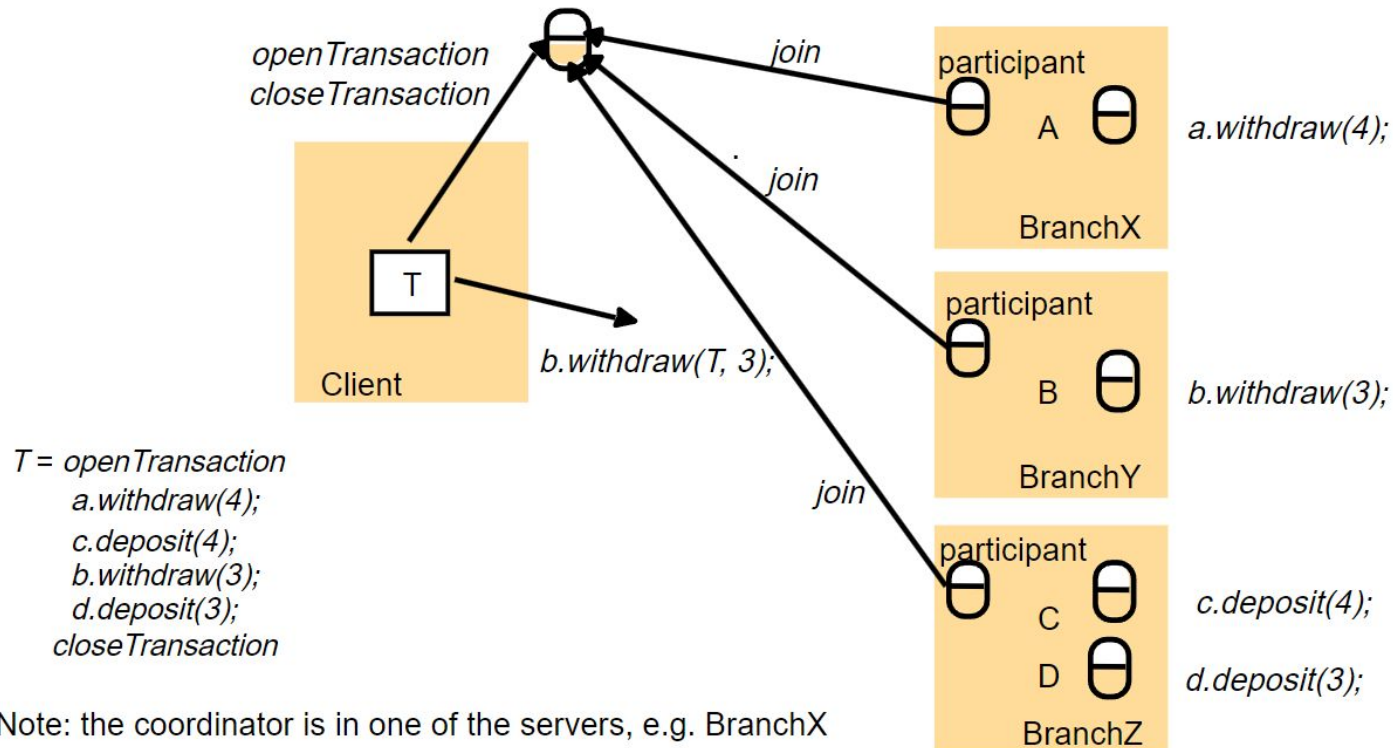 openTransaction
closeTransaction
join
participant
A
a.withdraw(4);
BranchX
join
T
Client
b.withdraw(T, 3);
participant
B
b.withdraw(3);
BranchY
join
T = openTransaction
a.withdraw(4);
c.deposit(4);
b.withdraw(3);
d.deposit(3);
closeTransaction
participant
C
c.deposit(4);
D
d.deposit(3);
BranchZ
Note: the coordinator is in one of the servers, e.g. BranchX